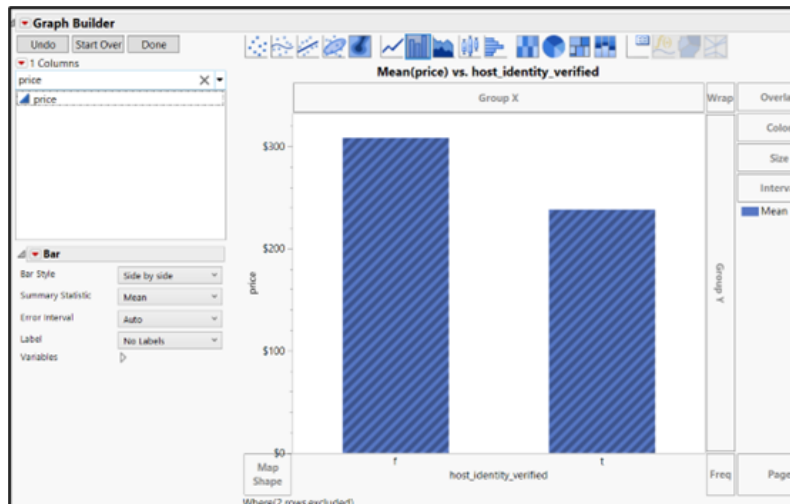 Graph Builder
Undo Start Over Done
1 Columns
price
price
Bar
Bar Style Side by side
Summary Statistic Mean
Error Interval Auto
Label No Labels
Variables
Mean(price) vs. host_identity_verified
Group X Wrap Overla
Color
Size
Interva
Mean
$300
$200
$100
$0
price
Group Y
f t
host_identity_verified
Map
Shape
Freq Page
Where(2 rows excluded)